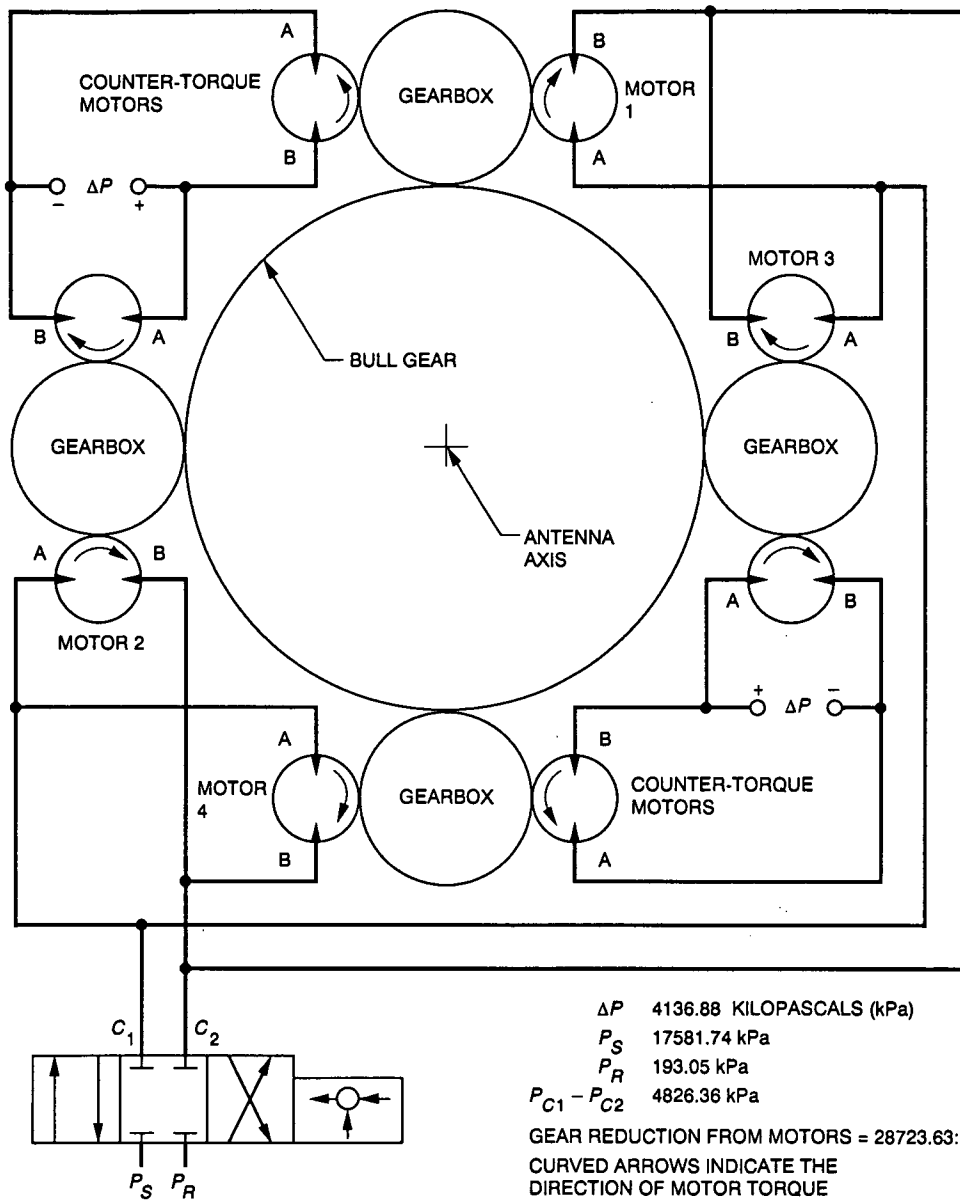 A
B
COUNTER-TORQUE
MOTORS
GEARBOX
MOTOR
1
B
A
− ΔP +
MOTOR 3
B
A
B
A
BULL GEAR
GEARBOX
GEARBOX
ANTENNA
AXIS
A
B
A
B
MOTOR 2
+ ΔP −
A
B
MOTOR
4
GEARBOX
COUNTER-TORQUE
MOTORS
B
A
C1
C2
ΔP 4136.88 KILOPASCALS (kPa)
PS 17581.74 kPa
PR 193.05 kPa
PC1 − PC2 4826.36 kPa
GEAR REDUCTION FROM MOTORS = 28723.63:
CURVED ARROWS INDICATE THE
DIRECTION OF MOTOR TORQUE
PS
PR